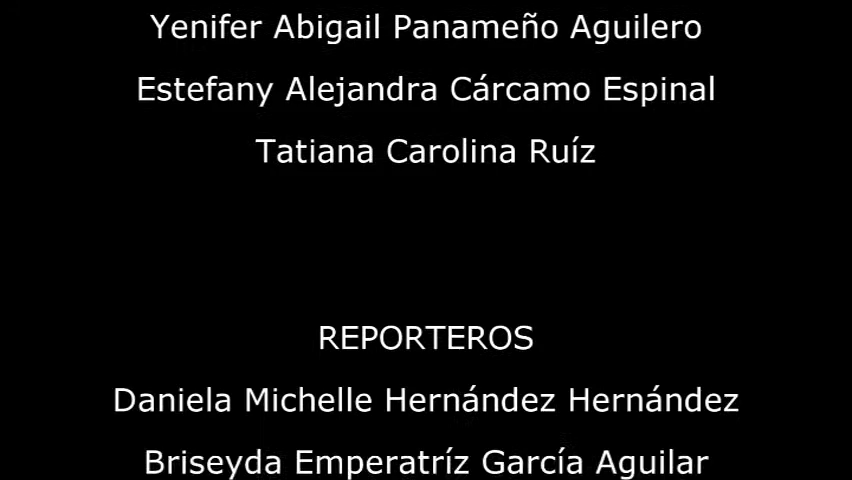 Yenifer Abigail Panameño Aguilero
Estefany Alejandra Cárcamo Espinal
Tatiana Carolina Ruíz
REPORTEROS
Daniela Michelle Hernández Hernández
Briseyda Emperatríz García Aguilar